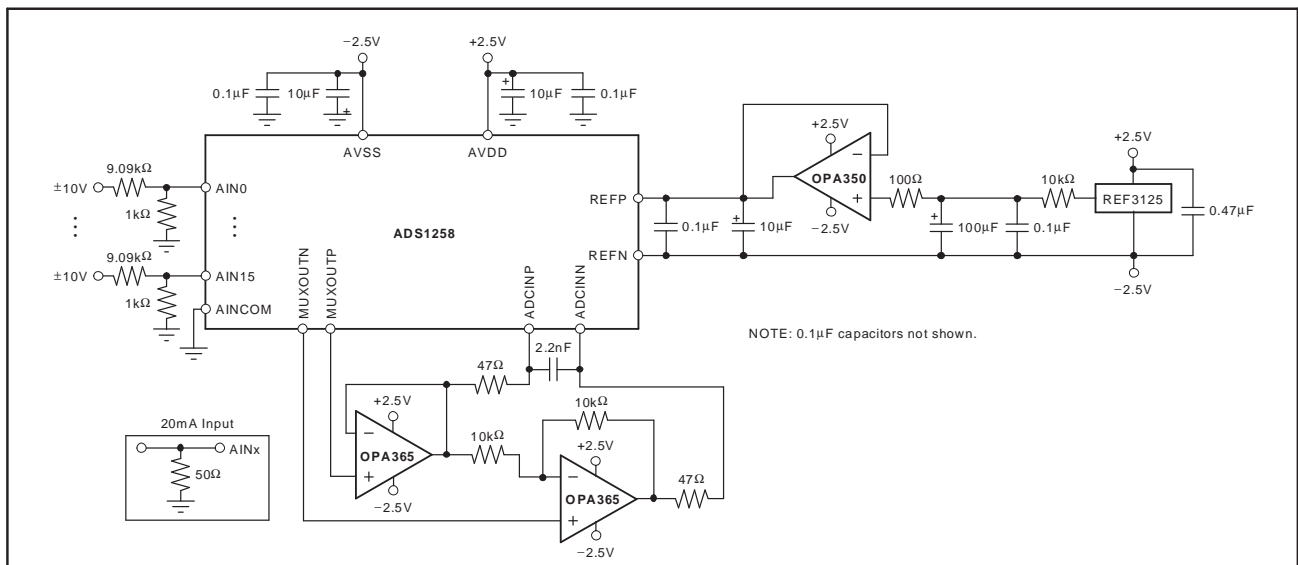 −2.5V
+2.5V
0.1µF
10µF
+
+
10µF
0.1µF
AVSS
AVDD
9.09kΩ
±10V
AIN0
1kΩ
⋮
⋮
9.09kΩ
±10V
AIN15
1kΩ
AINCOM
ADS1258
MUXOUTN
MUXOUTP
ADCINP
ADCINN
REFP
REFN
0.1µF
+
10µF
+2.5V
−
OPA350
+
−2.5V
100Ω
+
100µF
0.1µF
10kΩ
+2.5V
REF3125
0.47µF
−2.5V
NOTE: 0.1µF capacitors not shown.
2.2nF
47Ω
+2.5V
−
OPA365
+
−2.5V
10kΩ
10kΩ
+2.5V
−
OPA365
+
−2.5V
47Ω
20mA Input
AINx
50Ω